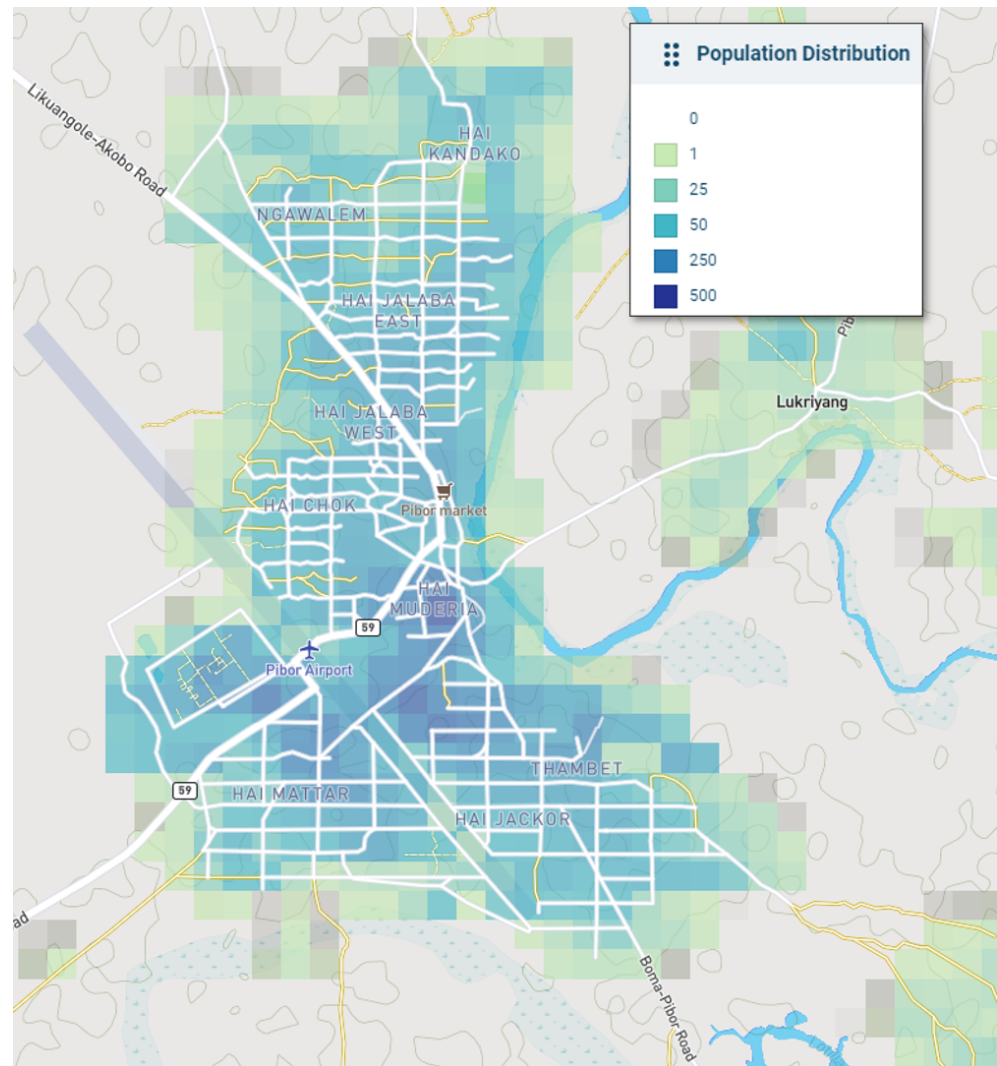 Population Distribution
0
1
25
50
250
500
Likuangole-Akobo Road
HAI
KANDAKO
NGAWALEM
HAI JALABA
EAST
Pib
Lukriyang
HAI JALABA
WEST
HAI CHOK
Pibor market
HAI
MUDERIA
59
Pibor Airport
THAMBET
59
HAI MATTAR
HAI JACKOR
ad
Boma-Pibor Road